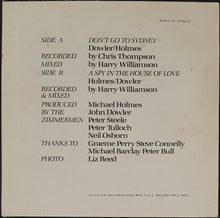 SIDE A DON'T GO TO SYDNEY
Dowler/Holmes
RECORDED by Chris Thompson
MIXED by Harry Williamson
SIDE B A SPY IN THE HOUSE OF LOVE
Holmes/Dowler
RECORDED by Harry Williamson
& MIXED
PRODUCED Michael Holmes
BY THE John Dowler
ZIMMERMEN Peter Steele
Peter Tulloch
Neil Osborn
THANKS TO Graeme Perry Steve Connelly
Michael Barclay Peter Bull
PHOTO Liz Reed